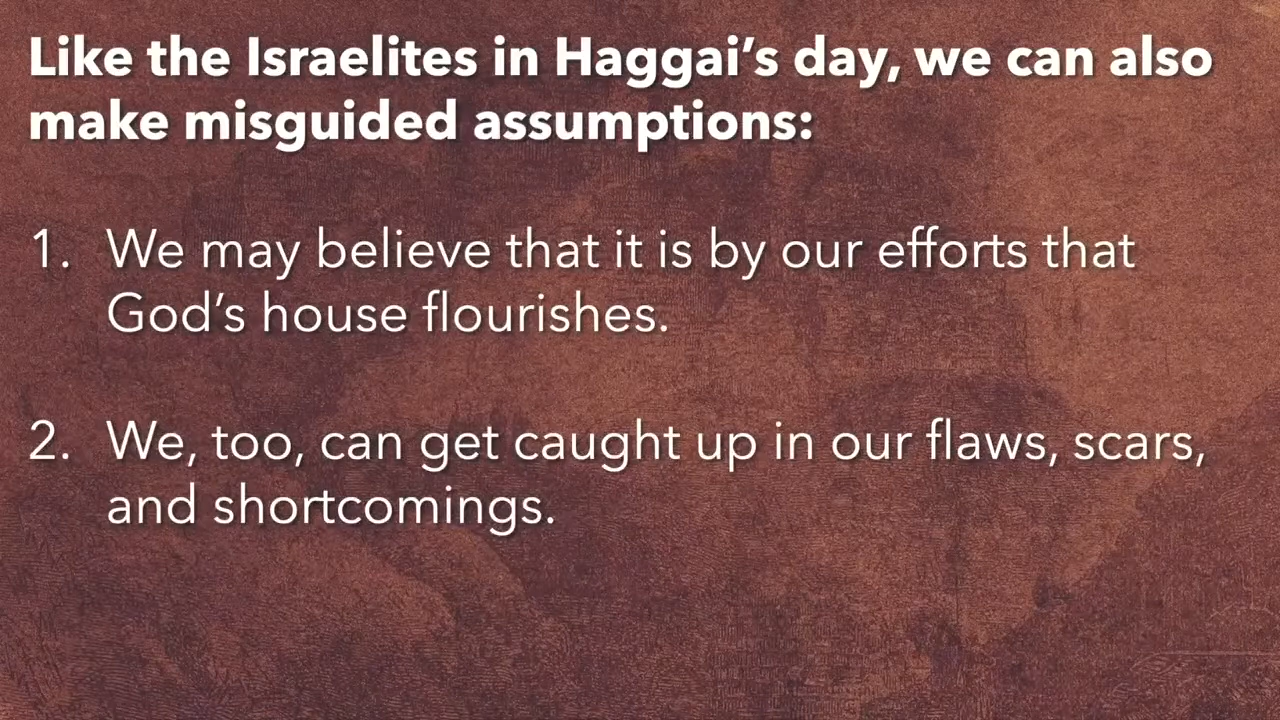 Like the Israelites in Haggai’s day, we can also
make misguided assumptions:
1. We may believe that it is by our efforts that
God’s house flourishes.
2. We, too, can get caught up in our flaws, scars,
and shortcomings.